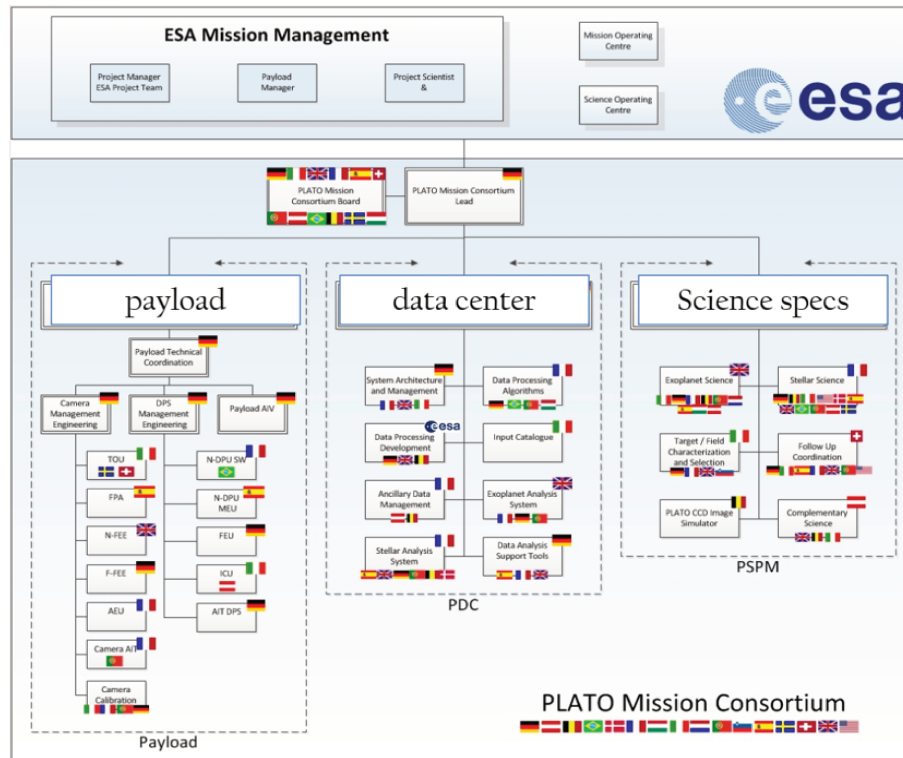 ESA Mission Management
Project Manager
ESA Project Team
Payload
Manager
Project Scientist
&
Mission Operating
Centre
Science Operating
Centre
esa
PLATO Mission
Consortium Board
PLATO Mission Consortium
Lead
payload
data center
Science specs
Payload Technical
Coordination
Camera
Management
Engineering
DPS
Management
Engineering
Payload AIV
TOU
FPA
N-FEE
F-FEE
AEU
Camera AIT
Camera
Calibration
N-DPU SW
N-DPU
MEU
FEU
ICU
AIT DPS
Payload
System Architecture
and Management
Data Processing
Algorithms
esa
Data Processing
Development
Input Catalogue
Ancillary Data
Management
Exoplanet Analysis
System
Stellar Analysis
System
Data Analysis
Support Tools
PDC
Exoplanet Science
Stellar Science
Target / Field
Characterization
and Selection
Follow Up
Coordination
PLATO CCD Image
Simulator
Complementary
Science
PSPM
PLATO Mission Consortium